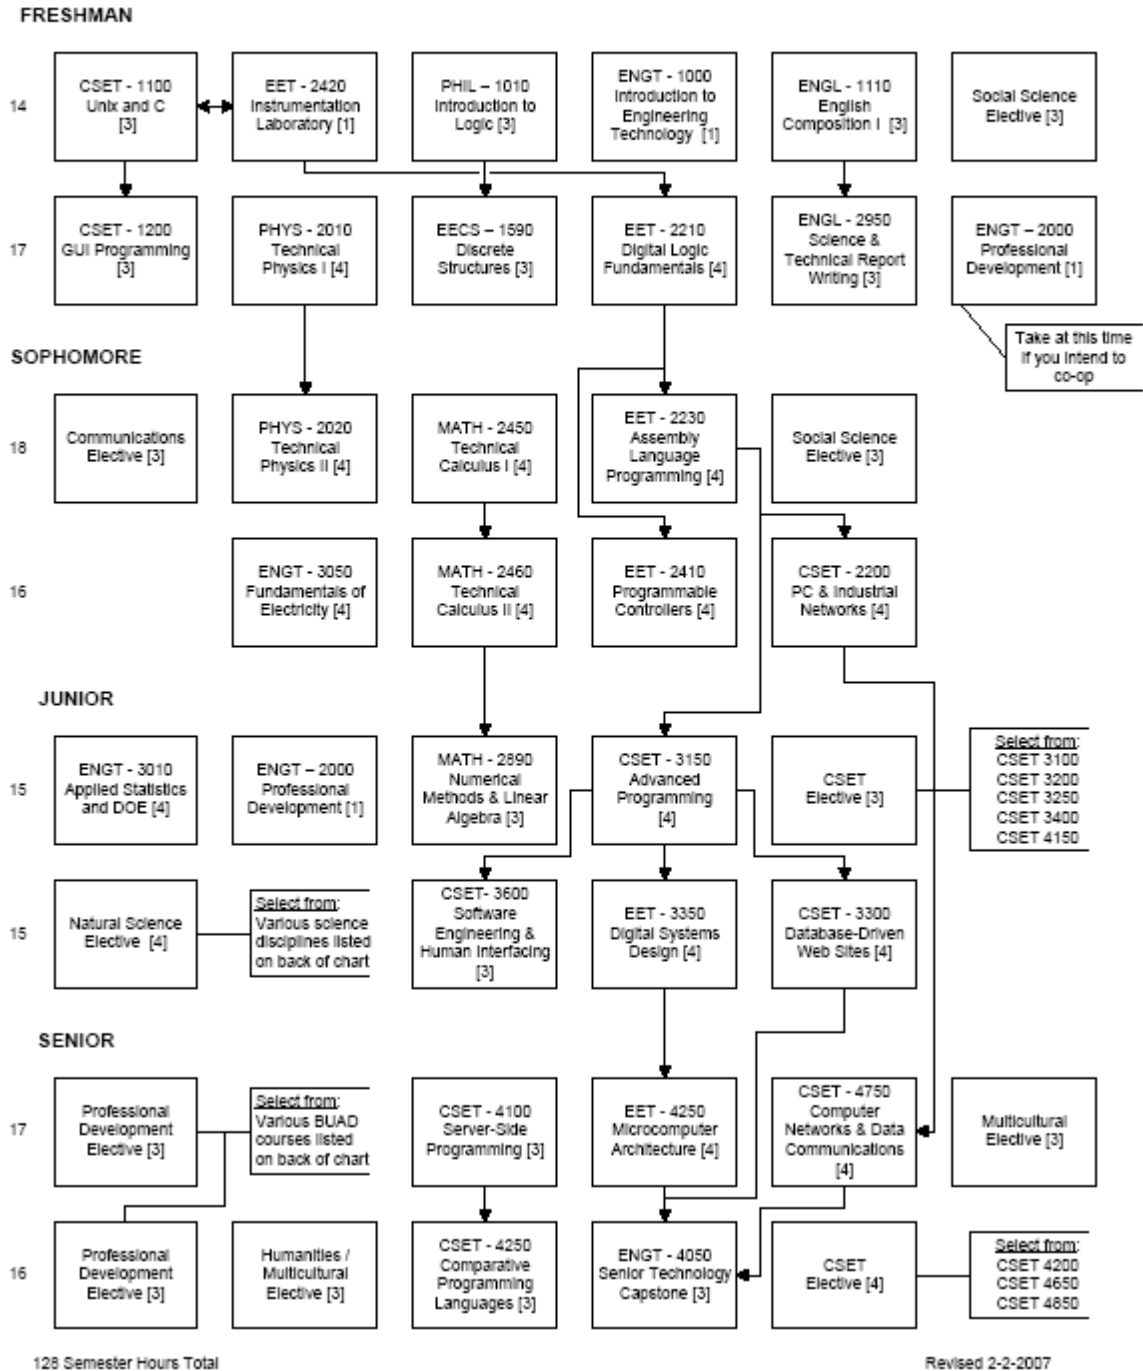 FRESHMAN
14
CSET - 1100
Unix and C
[3]
EET - 2420
Instrumentation
Laboratory [1]
PHIL – 1010
Introduction to
Logic [3]
ENGT - 1000
Introduction to
Engineering
Technology [1]
ENGL - 1110
English
Composition I [3]
Social Science
Elective [3]
17
CSET - 1200
GUI Programming
[3]
PHYS - 2010
Technical
Physics I [4]
EECS – 1590
Discrete
Structures [3]
EET - 2210
Digital Logic
Fundamentals [4]
ENGL - 2950
Science &
Technical Report
Writing [3]
ENGT – 2000
Professional
Development [1]
Take at this time
if you intend to
co-op
SOPHOMORE
18
Communications
Elective [3]
PHYS - 2020
Technical
Physics II [4]
MATH - 2450
Technical
Calculus I [4]
EET - 2230
Assembly
Language
Programming [4]
Social Science
Elective [3]
16
ENGT - 3050
Fundamentals of
Electricity [4]
MATH - 2460
Technical
Calculus II [4]
EET - 2410
Programmable
Controllers [4]
CSET - 2200
PC & Industrial
Networks [4]
JUNIOR
15
ENGT - 3010
Applied Statistics
and DOE [4]
ENGT – 2000
Professional
Development [1]
MATH - 2890
Numerical
Methods & Linear
Algebra [3]
CSET - 3150
Advanced
Programming
[4]
CSET
Elective [3]
Select from:
CSET 3100
CSET 3200
CSET 3250
CSET 3400
CSET 4150
15
Natural Science
Elective [4]
Select from:
Various science
disciplines listed
on back of chart
CSET- 3600
Software
Engineering &
Human Interfacing
[3]
EET - 3350
Digital Systems
Design [4]
CSET - 3300
Database-Driven
Web Sites [4]
SENIOR
17
Professional
Development
Elective [3]
Select from:
Various BUAD
courses listed
on back of chart
CSET - 4100
Server-Side
Programming [3]
EET - 4250
Microcomputer
Architecture [4]
CSET - 4750
Computer
Networks & Data
Communications
[4]
Multicultural
Elective [3]
16
Professional
Development
Elective [3]
Humanities /
Multicultural
Elective [3]
CSET - 4250
Comparative
Programming
Languages [3]
ENGT - 4050
Senior Technology
Capstone [3]
CSET
Elective [4]
Select from:
CSET 4200
CSET 4650
CSET 4850
128 Semester Hours Total
Revised 2-2-2007